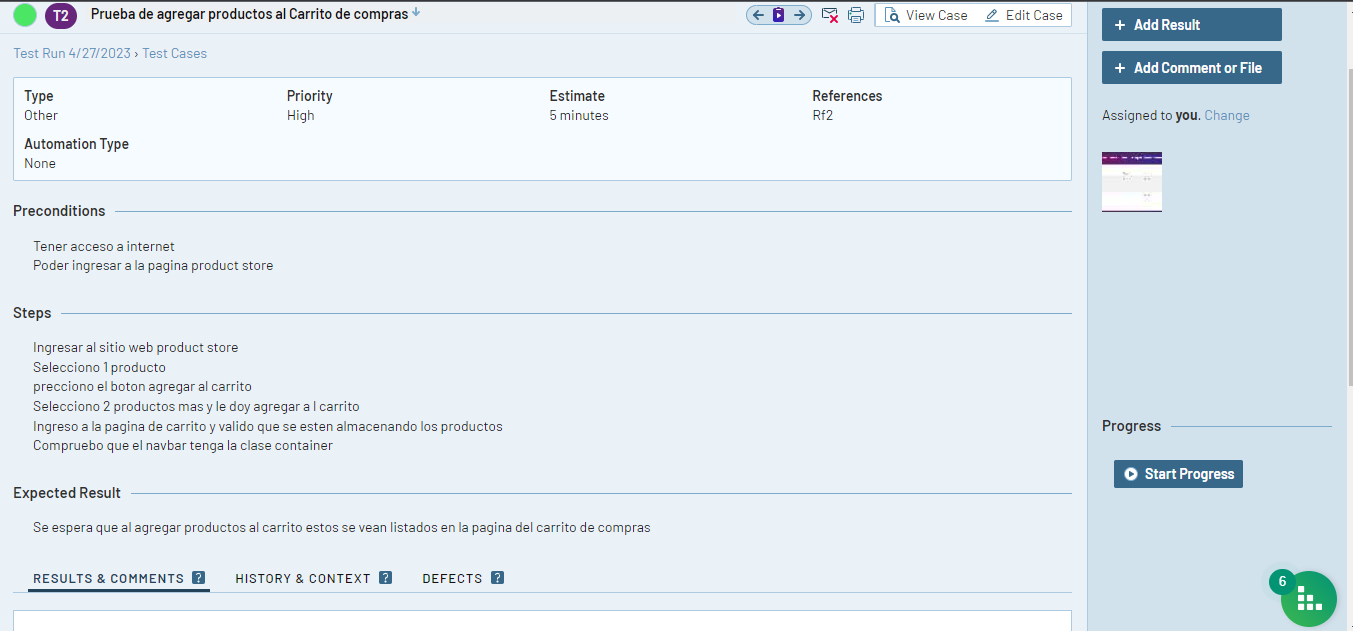 T2 Prueba de agregar productos al Carrito de compras
View Case Edit Case
Test Run 4/27/2023 › Test Cases
Type Priority Estimate References
Other High 5 minutes Rf2
Automation Type
None
Preconditions
Tener acceso a internet
Poder ingresar a la pagina product store
Steps
Ingresar al sitio web product store
Selecciono 1 producto
precciono el boton agregar al carrito
Selecciono 2 productos mas y le doy agregar a l carrito
Ingreso a la pagina de carrito y valido que se esten almacenando los productos
Compruebo que el navbar tenga la clase container
Expected Result
Se espera que al agregar productos al carrito estos se vean listados en la pagina del carrito de compras
RESULTS & COMMENTS ? HISTORY & CONTEXT ? DEFECTS ?
+ Add Result
+ Add Comment or File
Assigned to you. Change
Progress
Start Progress
6